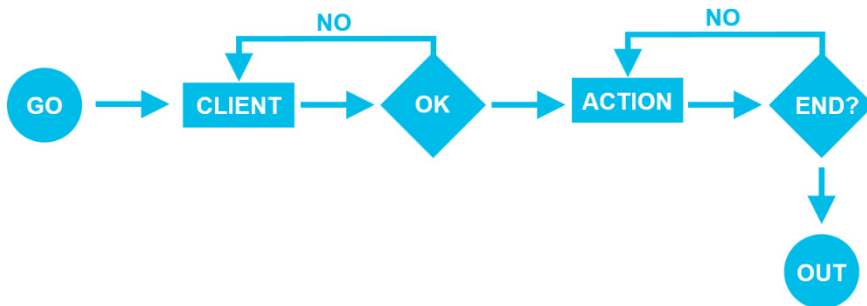 NO
NO
GO
CLIENT
OK
ACTION
END?
OUT